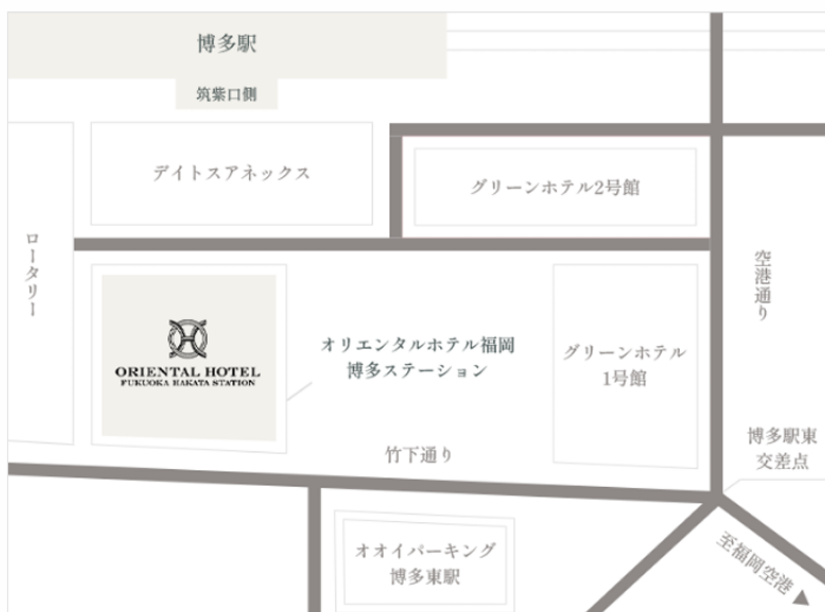 博多駅
筑紫口側
デイトスアネックス
グリーンホテル2号館
ロータリー
空港通り
ORIENTAL HOTEL
FUKUOKA HAKATA STATION
オリエンタルホテル福岡
博多ステーション
グリーンホテル
1号館
竹下通り
博多駅東
交差点
オオイパーキング
博多東駅
至福岡空港▲